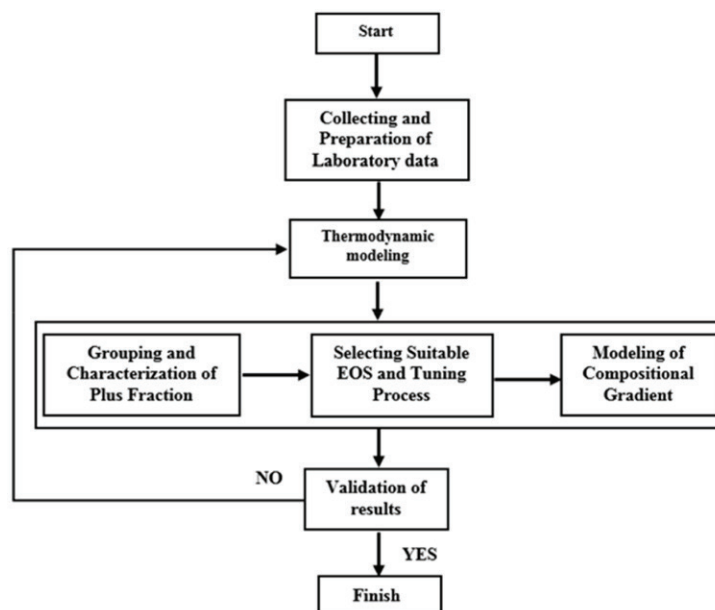 Start
Collecting and
Preparation of
Laboratory data
Thermodynamic
modeling
Grouping and
Characterization of
Plus Fraction
Selecting Suitable
EOS and Tuning
Process
Modeling of
Compositional
Gradient
NO
Validation of
results
YES
Finish